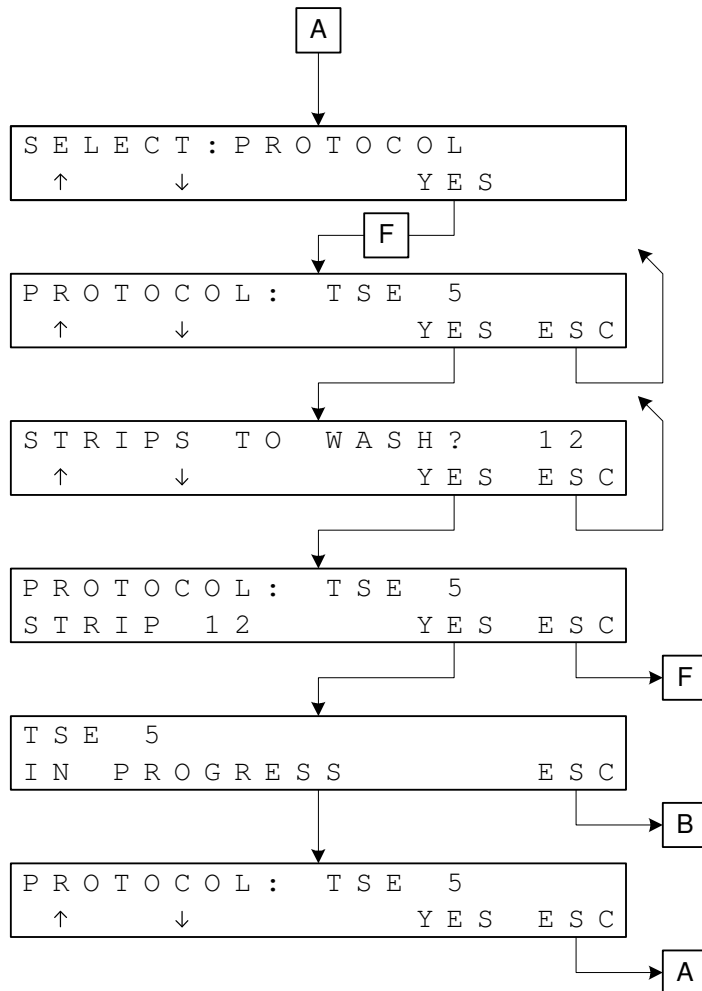 A
SELECT:PROTOCOL
↑ ↓ YES
F
PROTOCOL: TSE 5
↑ ↓ YES ESC
STRIPS TO WASH? 12
↑ ↓ YES ESC
PROTOCOL: TSE 5
STRIP 12 YES ESC
F
TSE 5
IN PROGRESS ESC
B
PROTOCOL: TSE 5
↑ ↓ YES ESC
A